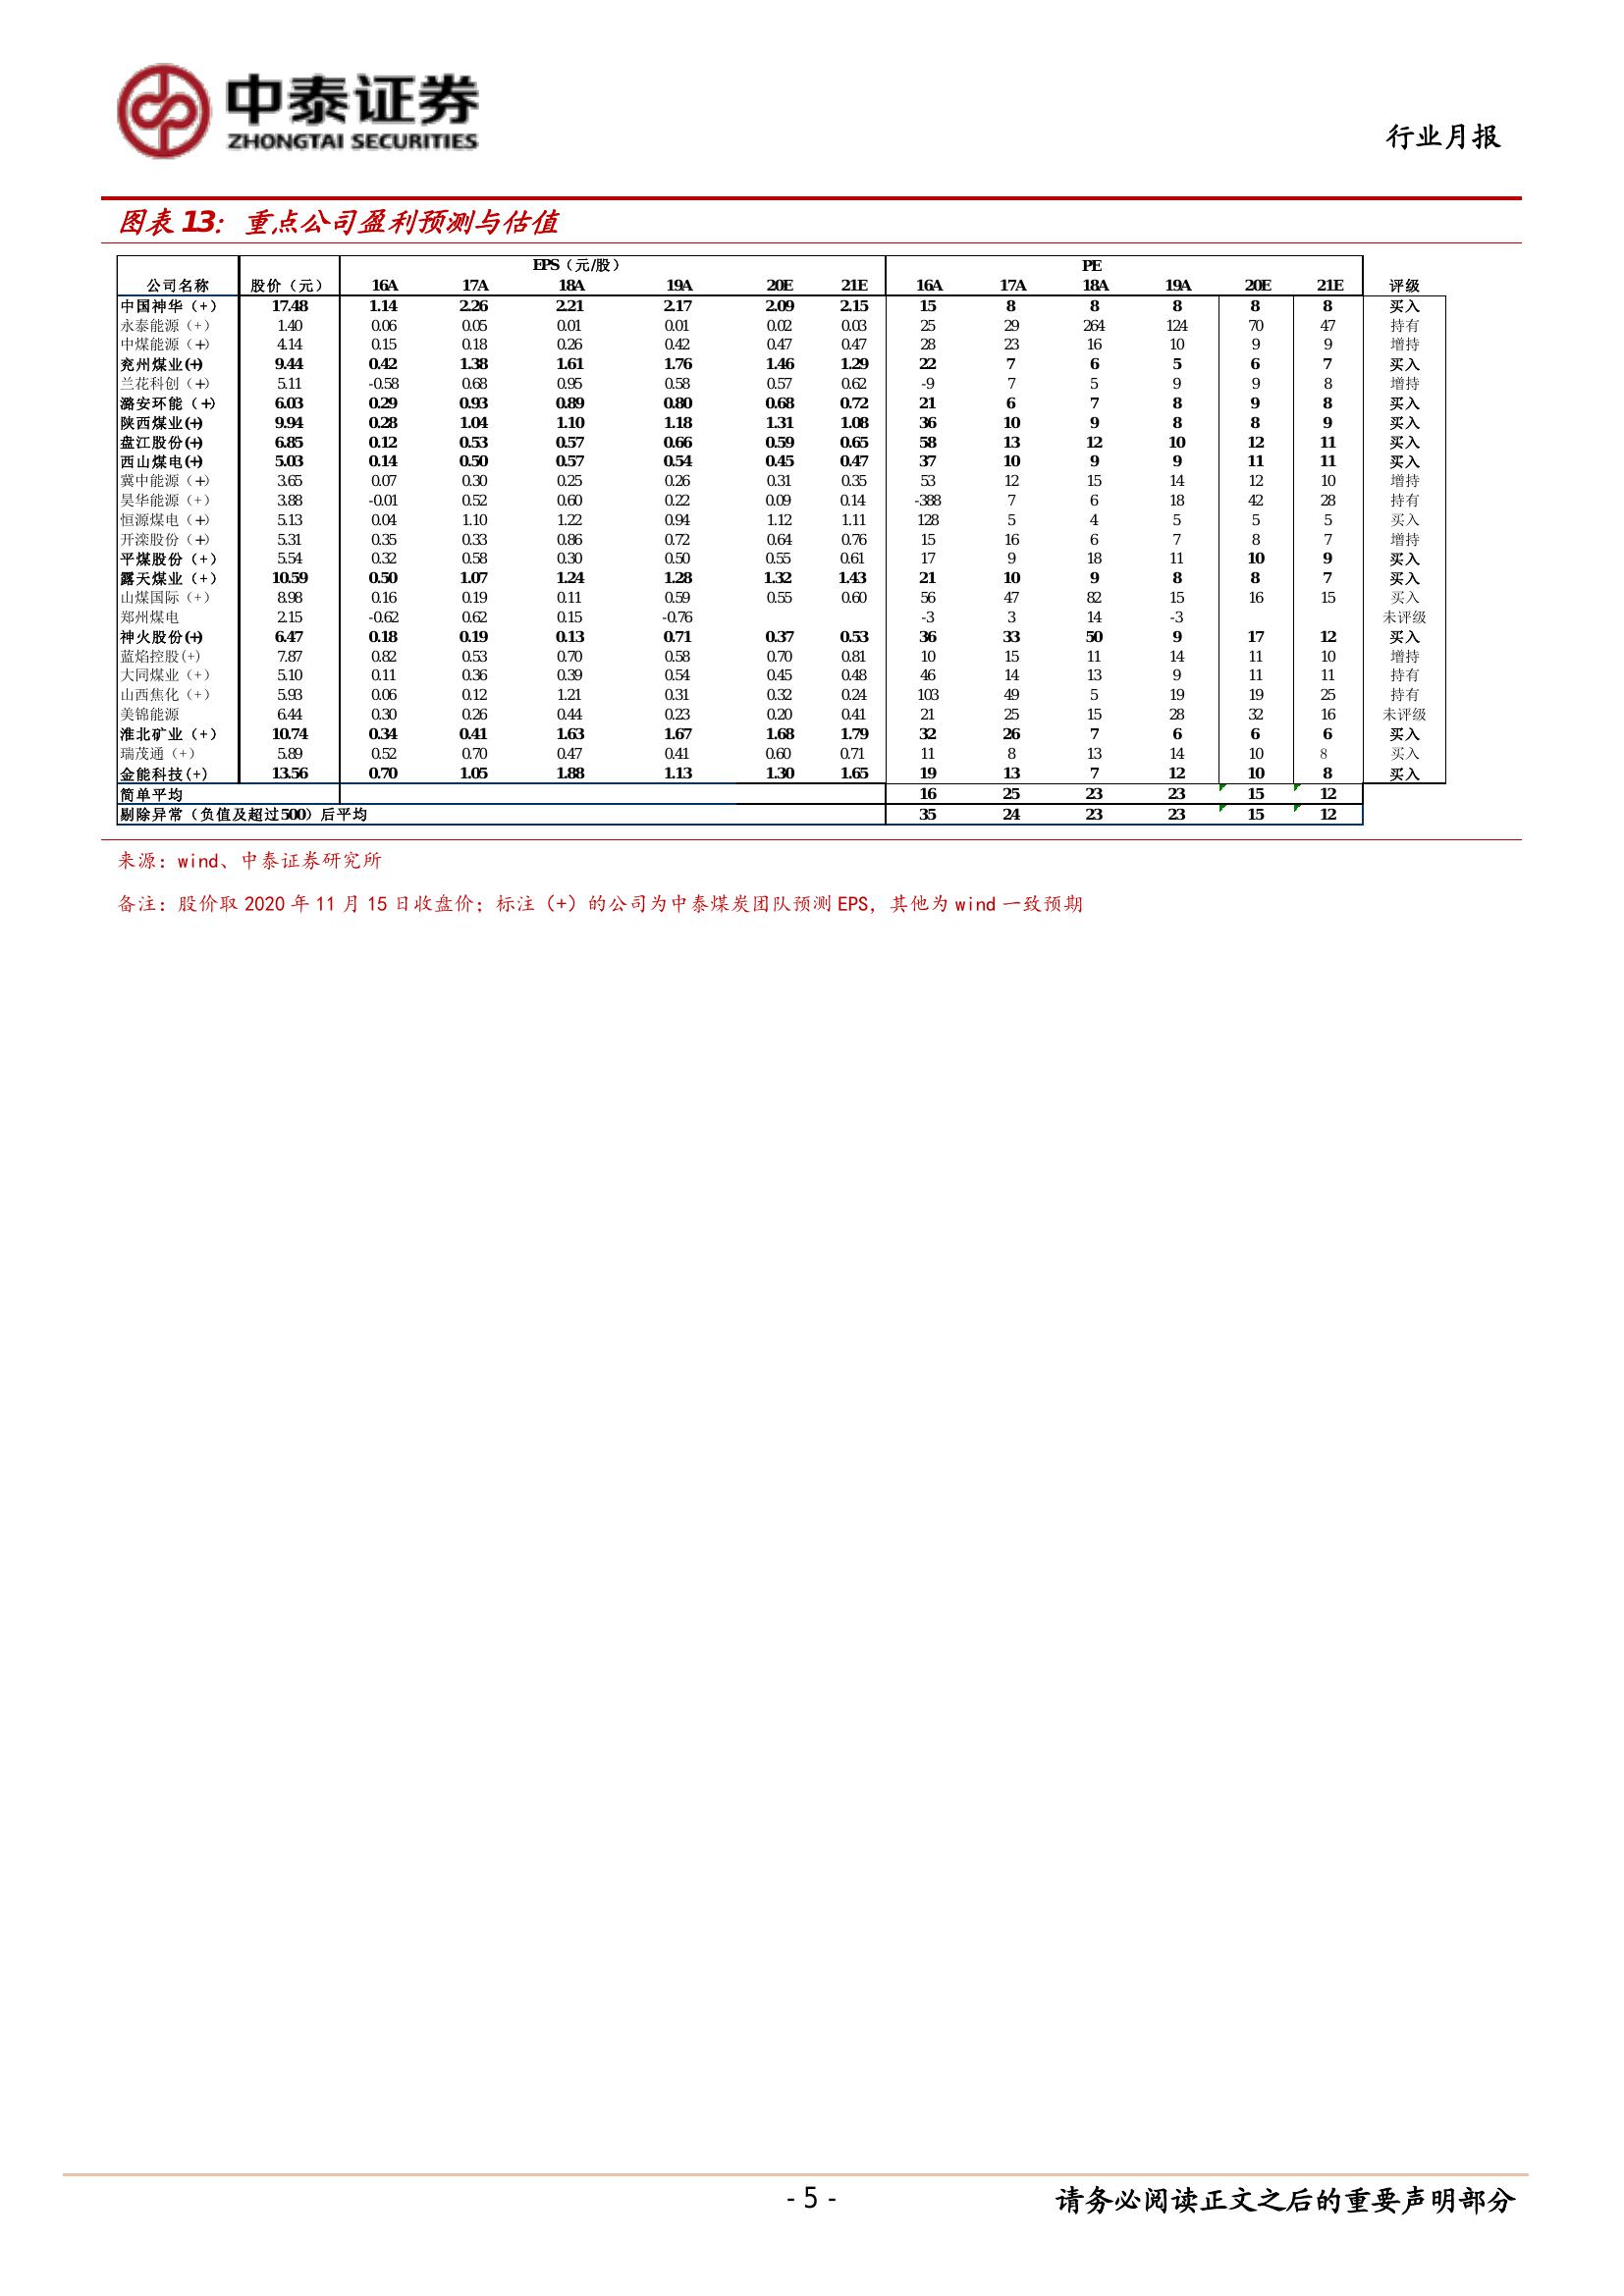 中泰证券
ZHONGTAI SECURITIES
行业月报
图表 13：重点公司盈利预测与估值
EPS（元/股） PE
公司名称 股价（元） 16A 17A 18A 19A 20E 21E 16A 17A 18A 19A 20E 21E 评级
中国神华（+） 17.48 1.14 2.26 2.21 2.17 2.09 2.15 15 8 8 8 8 8 买入
永泰能源（+） 1.40 0.06 0.05 0.01 0.01 0.02 0.03 25 29 264 124 70 47 持有
中煤能源（+） 4.14 0.15 0.18 0.26 0.42 0.47 0.47 28 23 16 10 9 9 增持
兖州煤业(+) 9.44 0.42 1.38 1.61 1.76 1.46 1.29 22 7 6 5 6 7 买入
兰花科创（+） 5.11 -0.58 0.68 0.95 0.58 0.57 0.62 -9 7 5 9 9 8 增持
潞安环能（+） 6.03 0.29 0.93 0.89 0.80 0.68 0.72 21 6 7 8 9 8 买入
陕西煤业(+) 9.94 0.28 1.04 1.10 1.18 1.31 1.08 36 10 9 8 8 9 买入
盘江股份(+) 6.85 0.12 0.53 0.57 0.66 0.59 0.65 58 13 12 10 12 11 买入
西山煤电(+) 5.03 0.14 0.50 0.57 0.54 0.45 0.47 37 10 9 9 11 11 买入
冀中能源（+） 3.65 0.07 0.30 0.25 0.26 0.31 0.35 53 12 15 14 12 10 增持
昊华能源（+） 3.88 -0.01 0.52 0.60 0.22 0.09 0.14 -388 7 6 18 42 28 持有
恒源煤电（+） 5.13 0.04 1.10 1.22 0.94 1.12 1.11 128 5 4 5 5 5 买入
开滦股份（+） 5.31 0.35 0.33 0.86 0.72 0.64 0.76 15 16 6 7 8 7 增持
平煤股份（+） 5.54 0.32 0.58 0.30 0.50 0.55 0.61 17 9 18 11 10 9 买入
露天煤业（+） 10.59 0.50 1.07 1.24 1.28 1.32 1.43 21 10 9 8 8 7 买入
山煤国际（+） 8.98 0.16 0.19 0.11 0.59 0.55 0.60 56 47 82 15 16 15 买入
郑州煤电 2.15 -0.62 0.62 0.15 -0.76 -3 3 14 -3 未评级
神火股份(+) 6.47 0.18 0.19 0.13 0.71 0.37 0.53 36 33 50 9 17 12 买入
蓝焰控股(+) 7.87 0.82 0.53 0.70 0.58 0.70 0.81 10 15 11 14 11 10 增持
大同煤业（+） 5.10 0.11 0.36 0.39 0.54 0.45 0.48 46 14 13 9 11 11 持有
山西焦化（+） 5.93 0.06 0.12 1.21 0.31 0.32 0.24 103 49 5 19 19 25 持有
美锦能源 6.44 0.30 0.26 0.44 0.23 0.20 0.41 21 25 15 28 32 16 未评级
淮北矿业（+） 10.74 0.34 0.41 1.63 1.67 1.68 1.79 32 26 7 6 6 6 买入
瑞茂通（+） 5.89 0.52 0.70 0.47 0.41 0.60 0.71 11 8 13 14 10 8 买入
金能科技(+) 13.56 0.70 1.05 1.88 1.13 1.30 1.65 19 13 7 12 10 8 买入
简单平均 16 25 23 23 15 12
剔除异常（负值及超过500）后平均 35 24 23 23 15 12
来源：wind、中泰证券研究所
备注：股价取 2020 年 11 月 15 日收盘价；标注（+）的公司为中泰煤炭团队预测 EPS，其他为 wind 一致预期
- 5 -
请务必阅读正文之后的重要声明部分